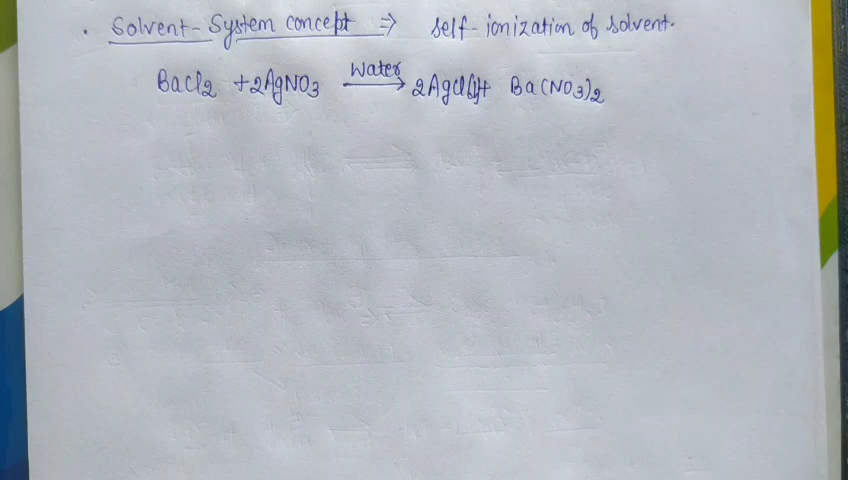 . Solvent-System concept ⇒ self-ionization of solvent.
BaCl2 + 2AgNO3 Water → 2AgCl(↓)+ Ba(NO3)2